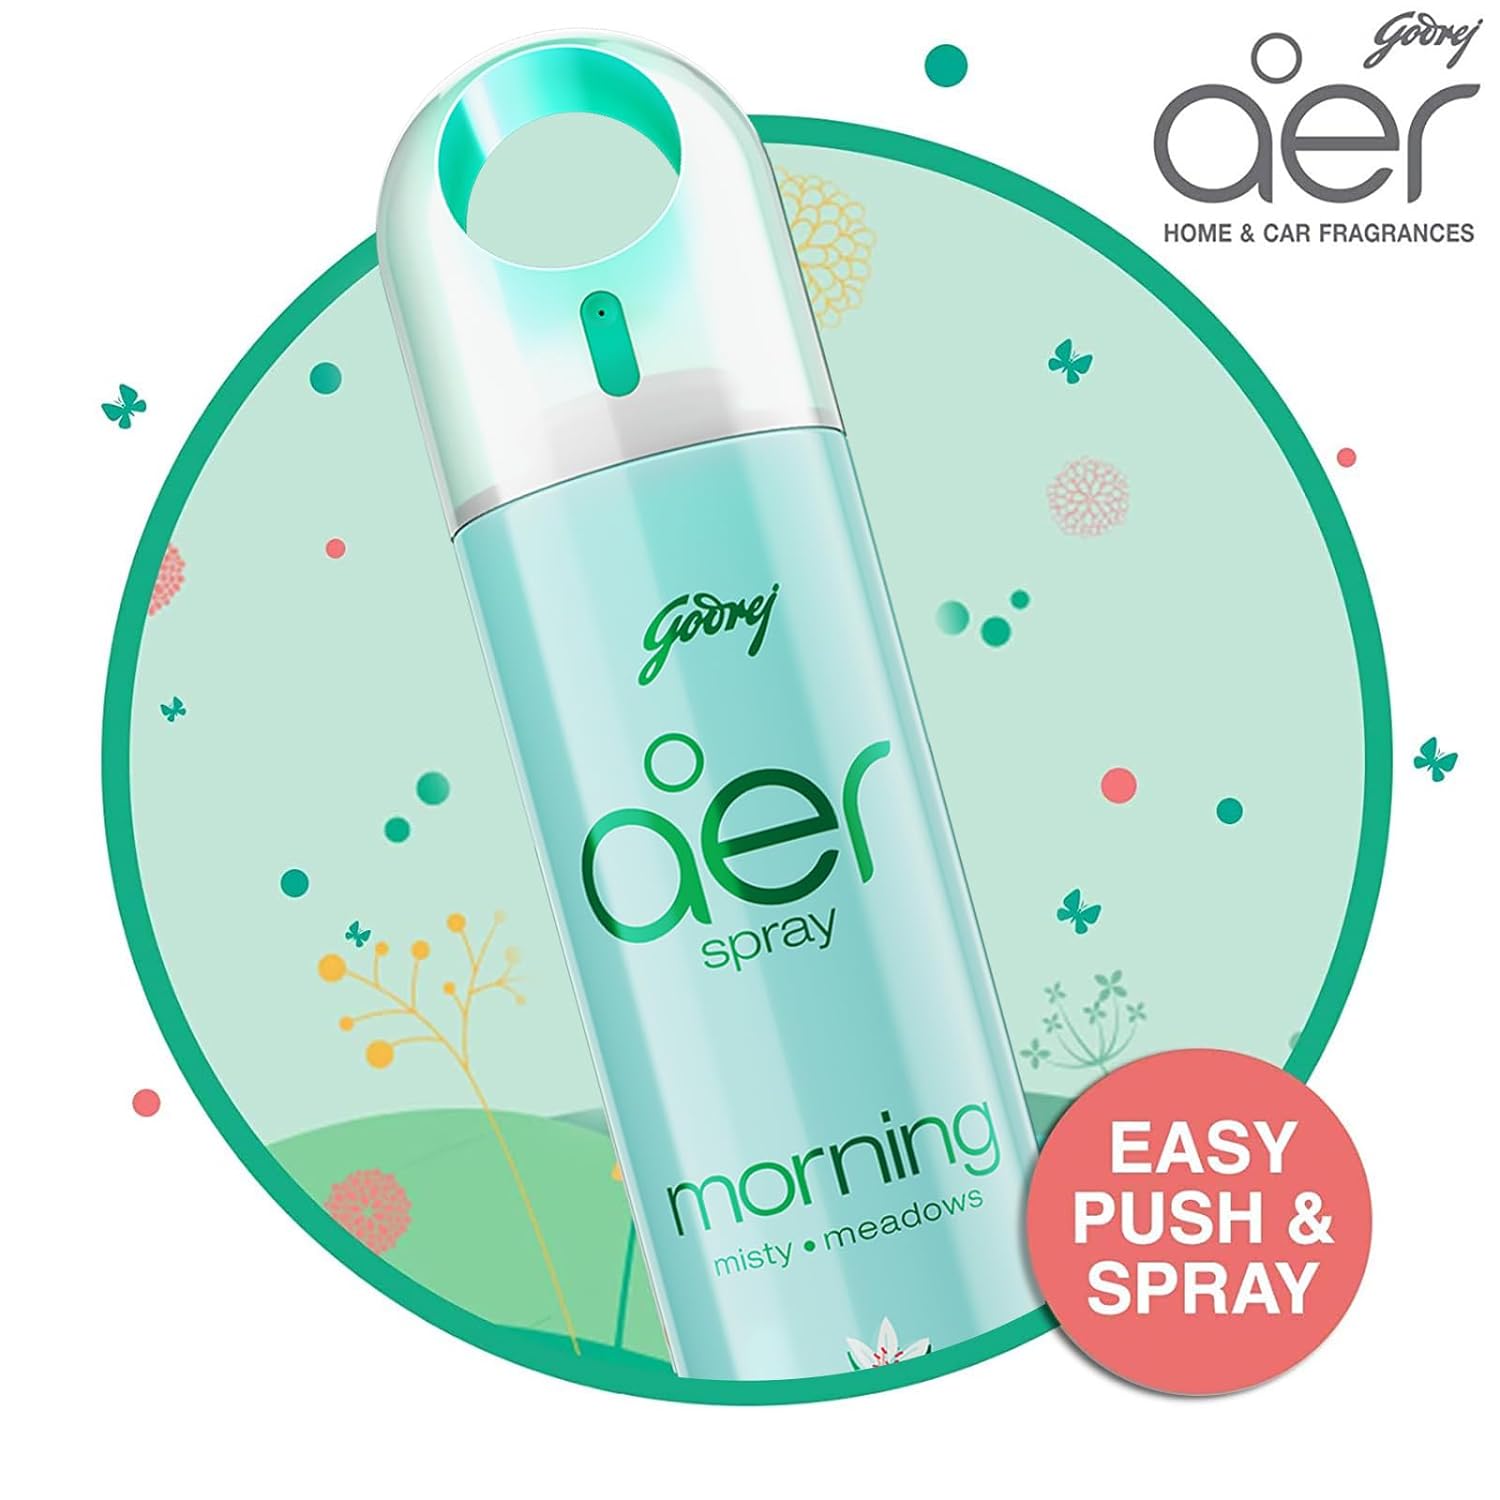 Godrej
aer
HOME & CAR FRAGRANCES
Godrej
aer
spray
morning
misty • meadows
EASY
PUSH &
SPRAY